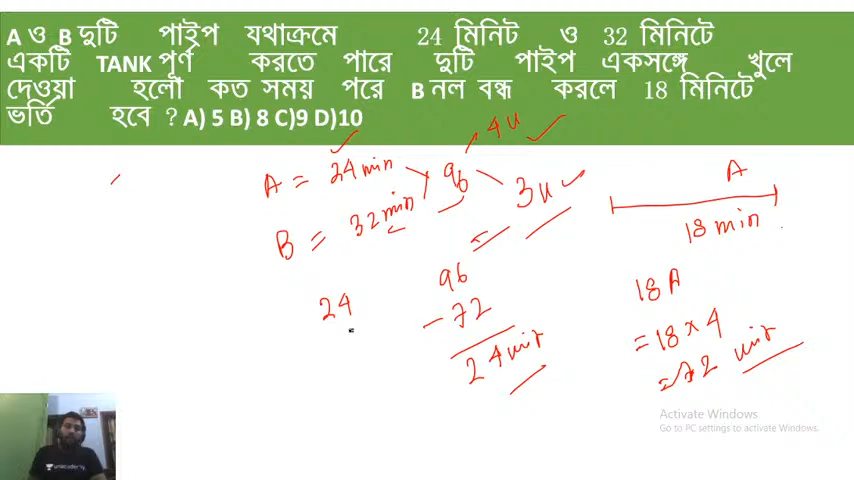 A ও B দুটি পাইপ যথাক্রমে 24 মিনিট ও 32 মিনিটে
একটি TANK পূর্ণ করতে পারে দুটি পাইপ একসঙ্গে খুলে
দেওয়া হলো কত সময় পরে B নল বন্ধ করলে 18 মিনিটে
ভর্তি হবে ? A) 5 B) 8 C)9 D)10
A = 24 min
96
4u
B = 32 min
3u
A
18 min
24
96
- 72
24 unit
18 A
= 18 x 4
= 72 unit
Activate Windows
Go to PC settings to activate Windows.
unacademy